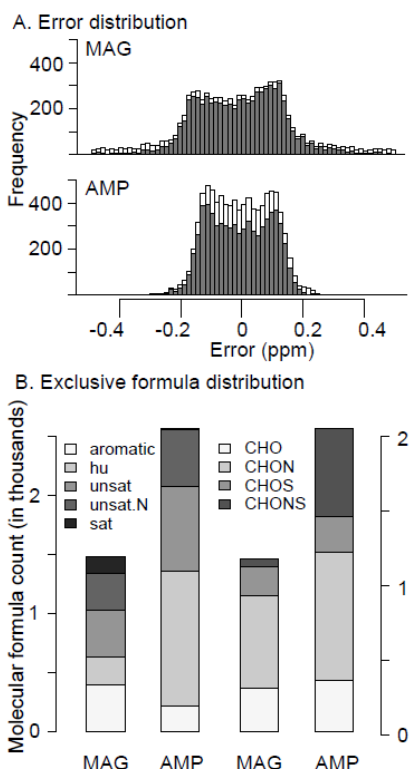 A. Error distribution
MAG
400
200
AMP
400
200
Frequency
-0.4 -0.2 0 0.2 0.4
Error (ppm)
B. Exclusive formula distribution
aromatic
hu
unsat
unsat.N
sat
CHO
CHON
CHOS
CHONS
2
1
0
2
1
0
Molecular formula count (in thousands)
MAG AMP MAG AMP